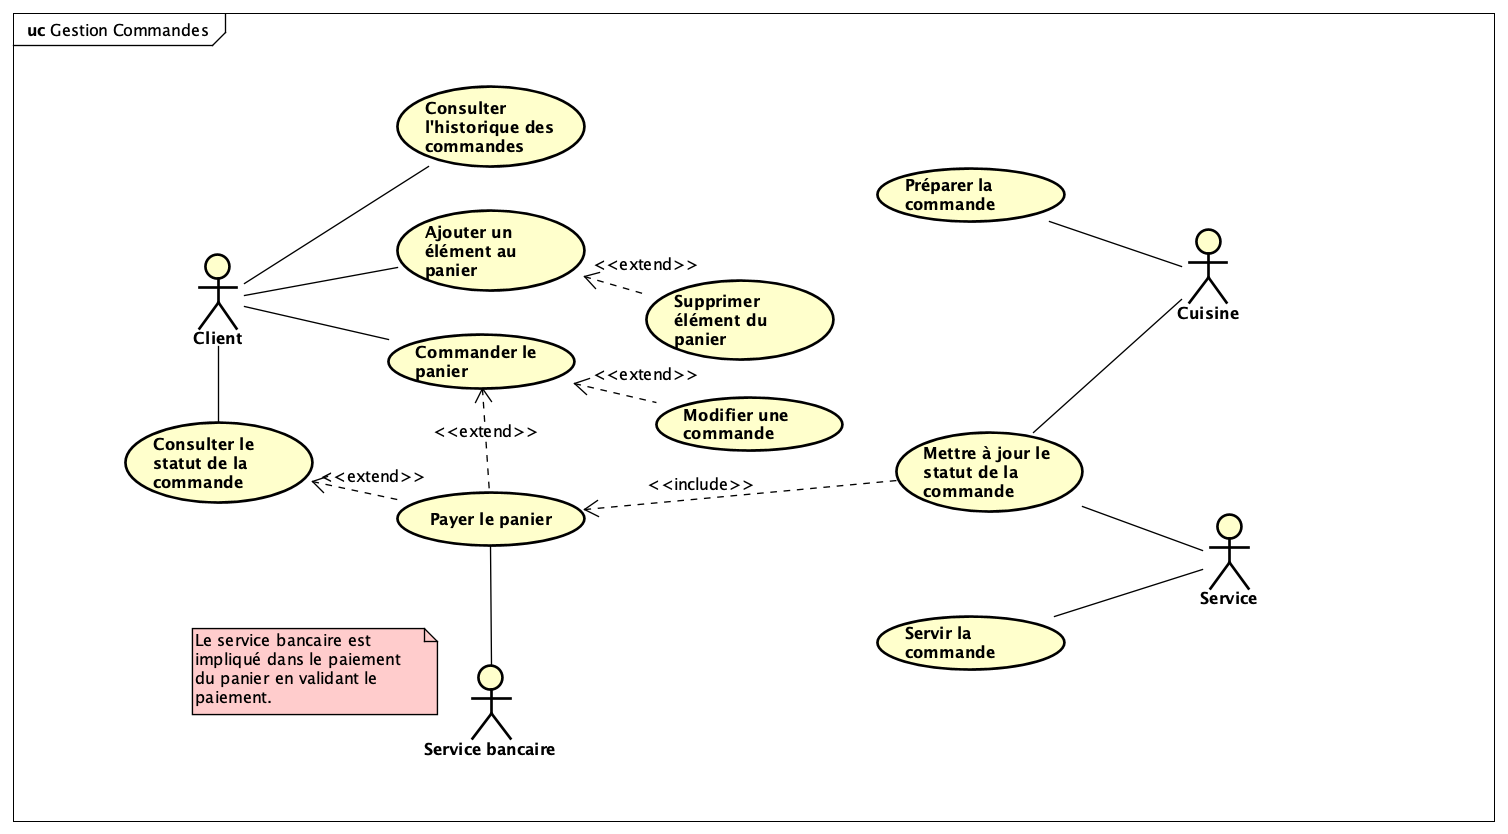 uc Gestion Commandes
Consulter
l'historique des
commandes
Préparer la
commande
Ajouter un
élément au
panier
<<extend>>
Supprimer
élément du
panier
Client
Cuisine
Commander le
panier
<<extend>>
Modifier une
commande
<<extend>>
Consulter le
statut de la
commande
<<extend>>
Mettre à jour le
statut de la
commande
<<include>>
Payer le panier
Service
Servir la
commande
Le service bancaire est
impliqué dans le paiement
du panier en validant le
paiement.
Service bancaire